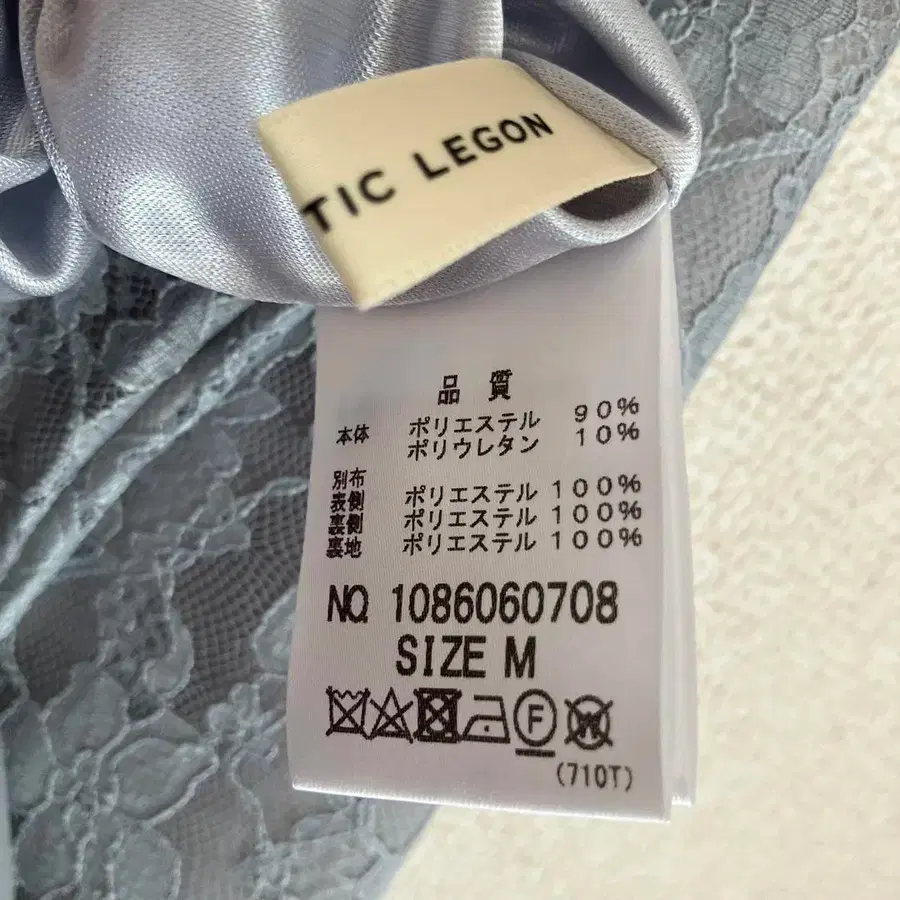 TIC LEGON
品 質
本体 ポリエステル 90%
ポリウレタン 10%
別布
表側 ポリエステル 100%
裏側 ポリエステル 100%
裏地 ポリエステル 100%
NO. 1086060708
SIZE M
F W
(710T)